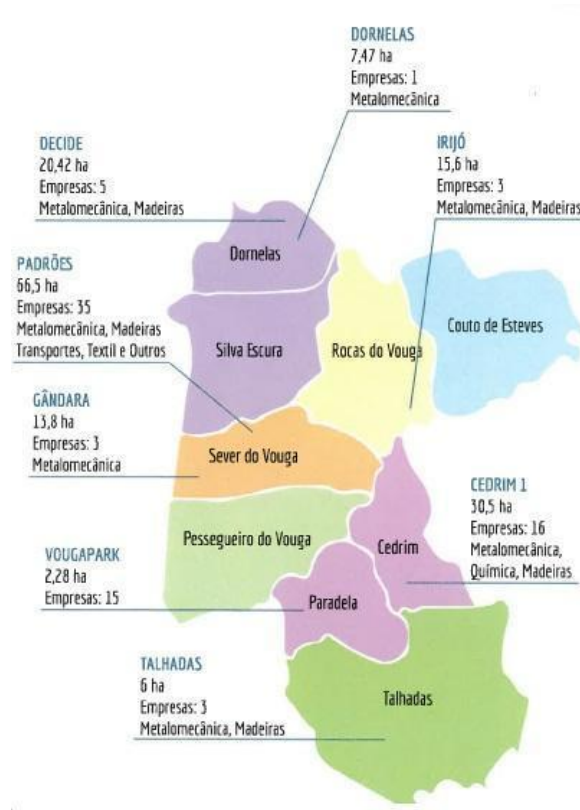 DORNELAS
7,47 ha
Empresas: 1
Metalomecânica
DECIDE
20,42 ha
Empresas: 5
Metalomecânica, Madeiras
IRIJÓ
15,6 ha
Empresas: 3
Metalomecânica, Madeiras
Dornelas
PADRÕES
66,5 ha
Empresas: 35
Metalomecânica, Madeiras
Transportes, Textil e Outros
Silva Escura
Rocas do Vouga
Couto de Esteves
GÂNDARA
13,8 ha
Empresas: 3
Metalomecânica
Sever do Vouga
CEDRIM 1
30,5 ha
Empresas: 16
Metalomecânica,
Química, Madeiras
Pessegueiro do Vouga
Cedrim
VOUGAPARK
2,28 ha
Empresas: 15
Paradela
TALHADAS
6 ha
Empresas: 3
Metalomecânica, Madeiras
Talhadas